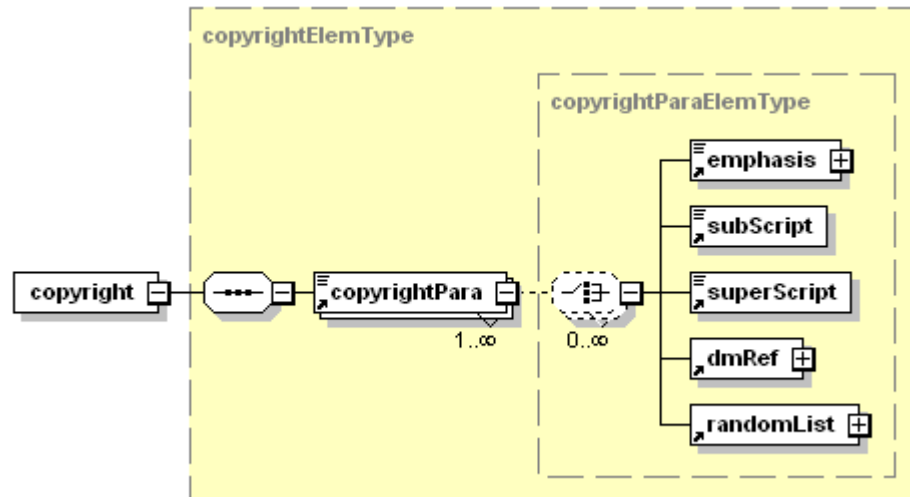 copyrightElemType
copyrightParaElemType
emphasis
subScript
copyright
copyrightPara
superScript
1..∞
0..∞
dmRef
randomList